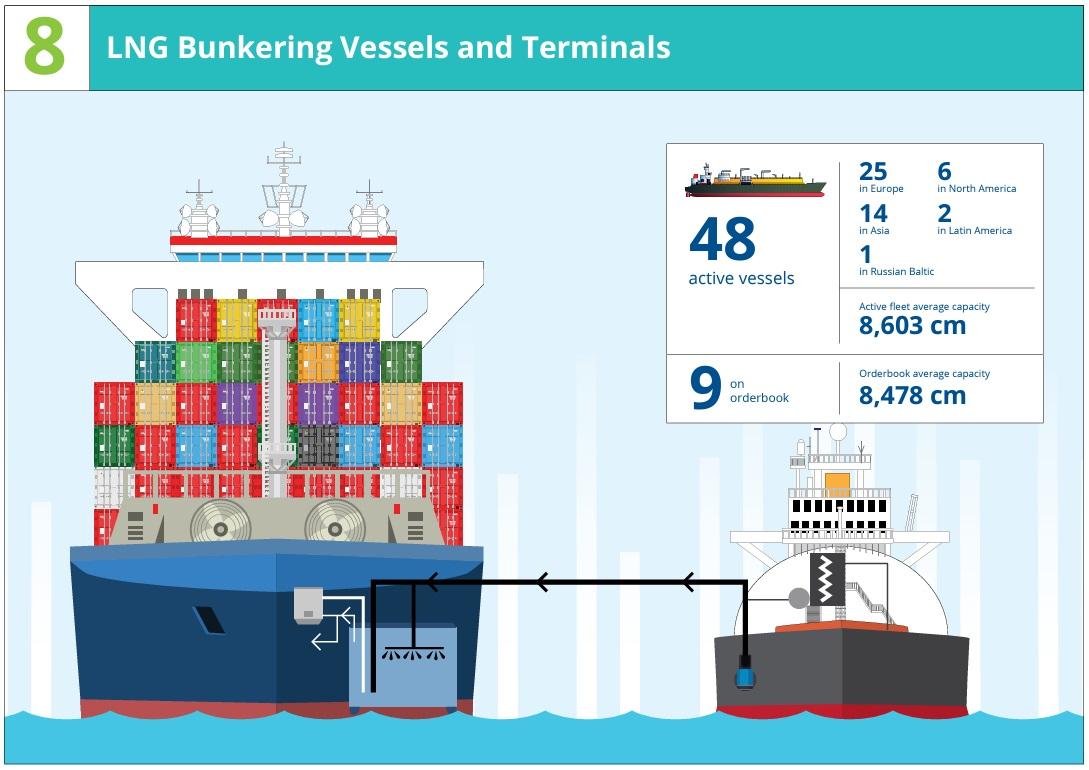 8
LNG Bunkering Vessels and Terminals
48
active vessels
25
in Europe
6
in North America
14
in Asia
2
in Latin America
1
in Russian Baltic
Active fleet average capacity
8,603 cm
9
on
orderbook
Orderbook average capacity
8,478 cm